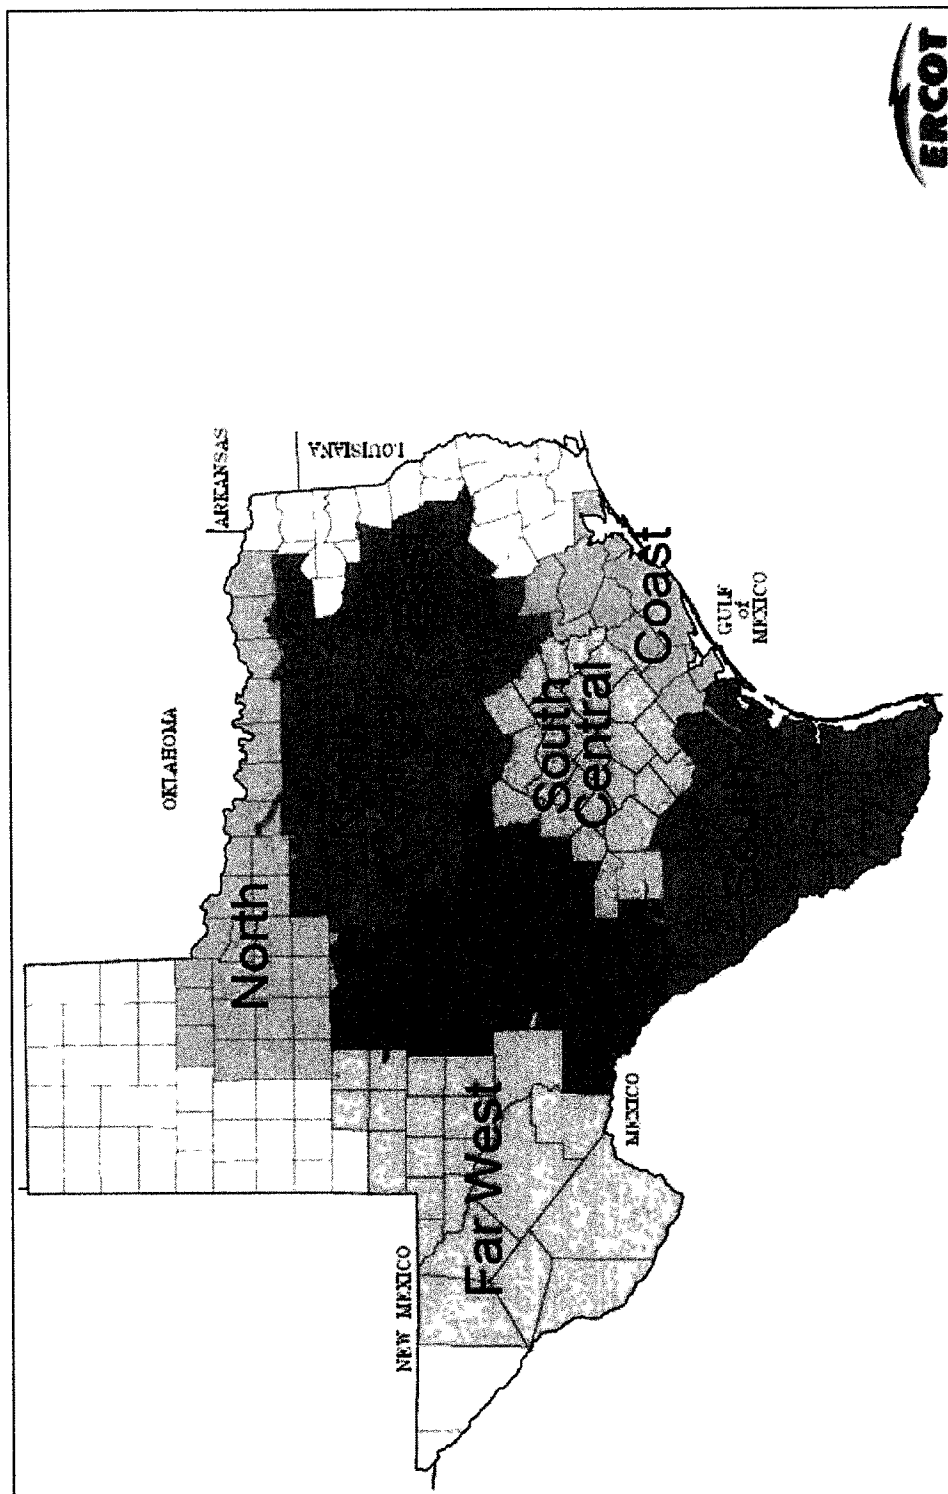 ERCOT
OKLAHOMA
ARKANSAS
LOUISIANA
North
NEW MEXICO
Far West
South
Central
Coast
GULF
of
MEXICO
MEXICO